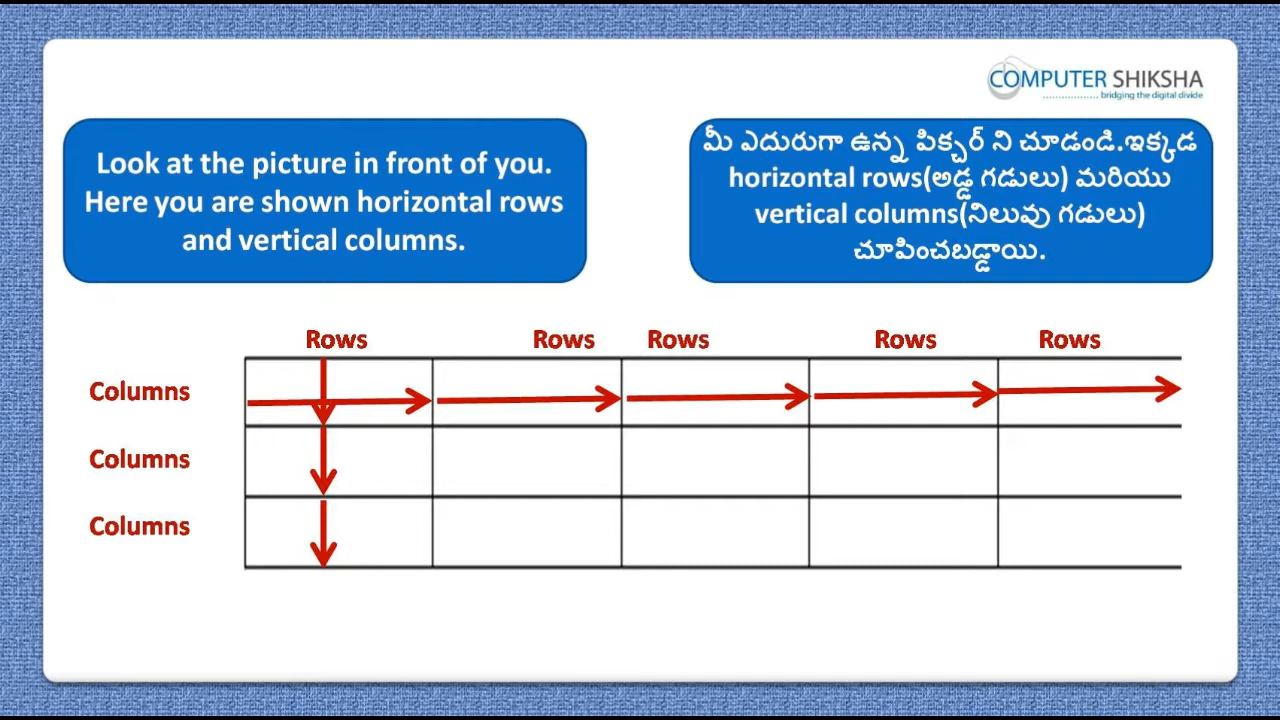 COMPUTER SHIKSHA
bridging the digital divide
Look at the picture in front of you.
Here you are shown horizontal rows
and vertical columns.
మీ ఎదురుగా ఉన్న పిక్చర్ ని చూడండి.ఇక్కడ
horizontal rows(అడ్డ గడులు) మరియు
vertical columns(నిలువు గడులు)
చూపించబడ్డాయి.
Rows Rows Rows Rows Rows
Columns
Columns
Columns